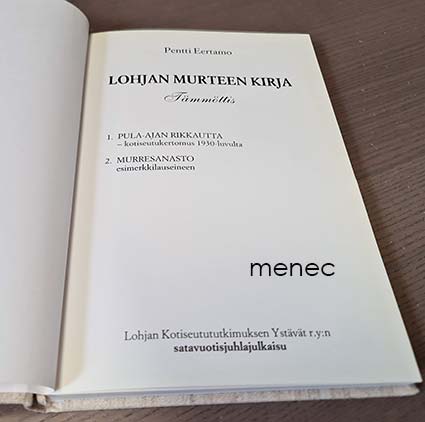 Pentti Eertamo
LOHJAN MURTEEN KIRJA
Tämmöttis
1. PULA-AJAN RIKKAUTTA
– kotiseutukertomus 1930-luvulta
2. MURRESANASTO
esimerkkilauseineen
menec
Lohjan Kotiseututukimuksen Ystävät r.y:n
satavuotisjuhlajulkaisu